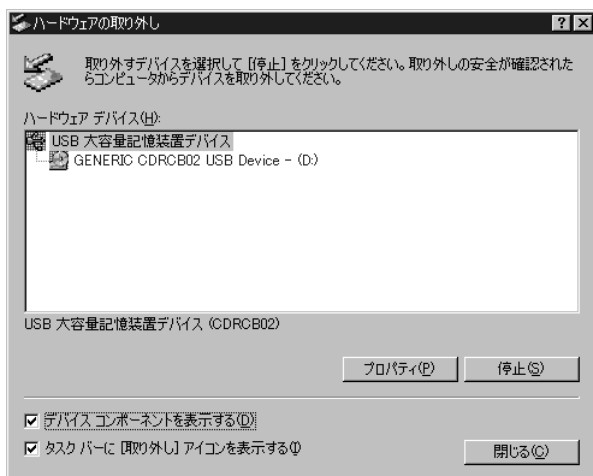 ハードウェアの取り外し
取り外すデバイスを選択して [停止] をクリックしてください。取り外しの安全が確認された
らコンピュータからデバイスを取り外してください。
ハードウェア デバイス(H):
USB 大容量記憶装置デバイス
GENERIC CDRCB02 USB Device - (D:)
USB 大容量記憶装置デバイス (CDRCB02)
プロパティ(P) 停止(S)
デバイス コンポーネントを表示する(D)
タスク バーに [取り外し] アイコンを表示する(I)
閉じる(C)